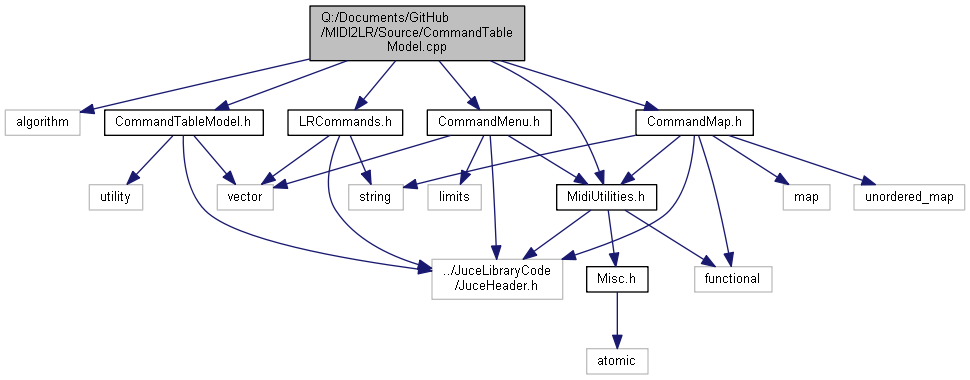 Q:/Documents/GitHub
/MIDI2LR/Source/CommandTable
Model.cpp
algorithm
CommandTableModel.h
LRCommands.h
CommandMenu.h
CommandMap.h
utility
vector
string
limits
MidiUtilities.h
map
unordered_map
../JuceLibraryCode
/JuceHeader.h
Misc.h
functional
atomic